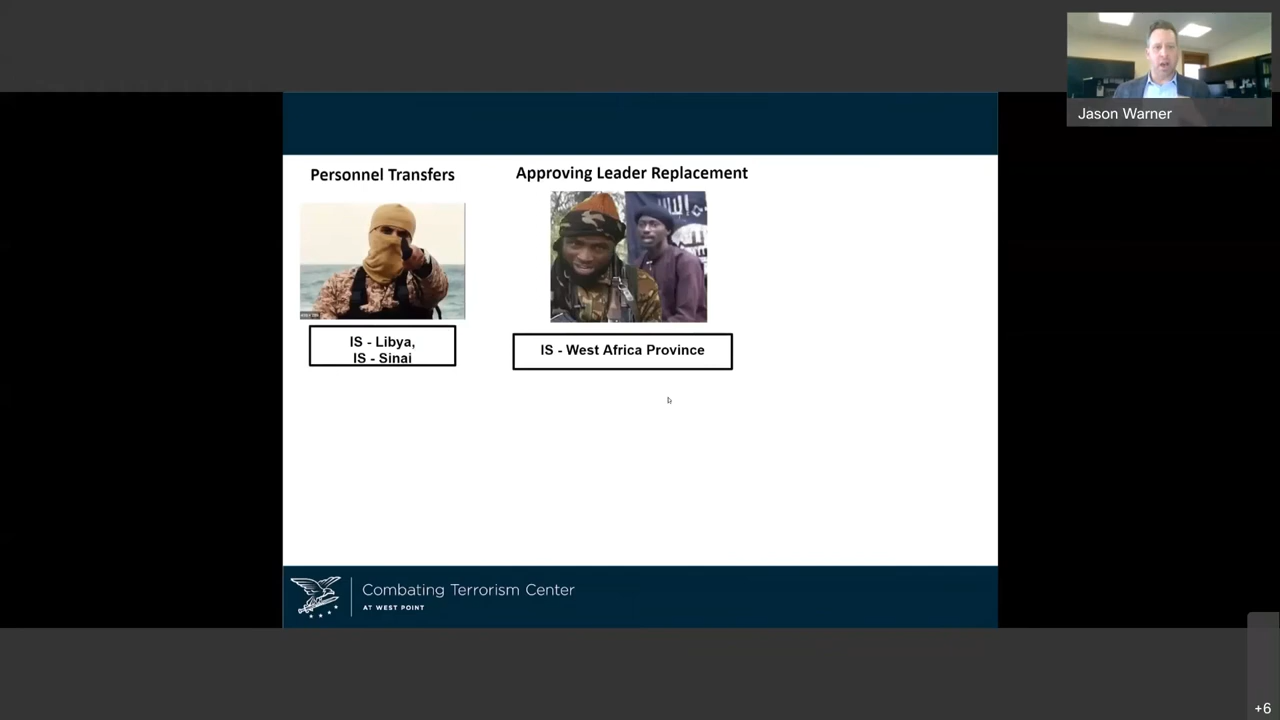 Jason Warner
Personnel Transfers
Approving Leader Replacement
IS - Libya,
IS - Sinai
IS - West Africa Province
Combating Terrorism Center
AT WEST POINT
+6